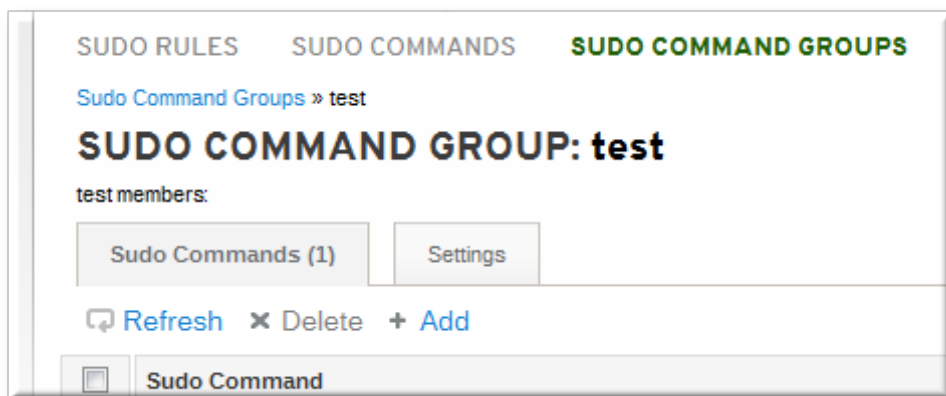 SUDO RULES SUDO COMMANDS SUDO COMMAND GROUPS
Sudo Command Groups » test
SUDO COMMAND GROUP: test
test members:
Sudo Commands (1) Settings
Refresh Delete Add
Sudo Command